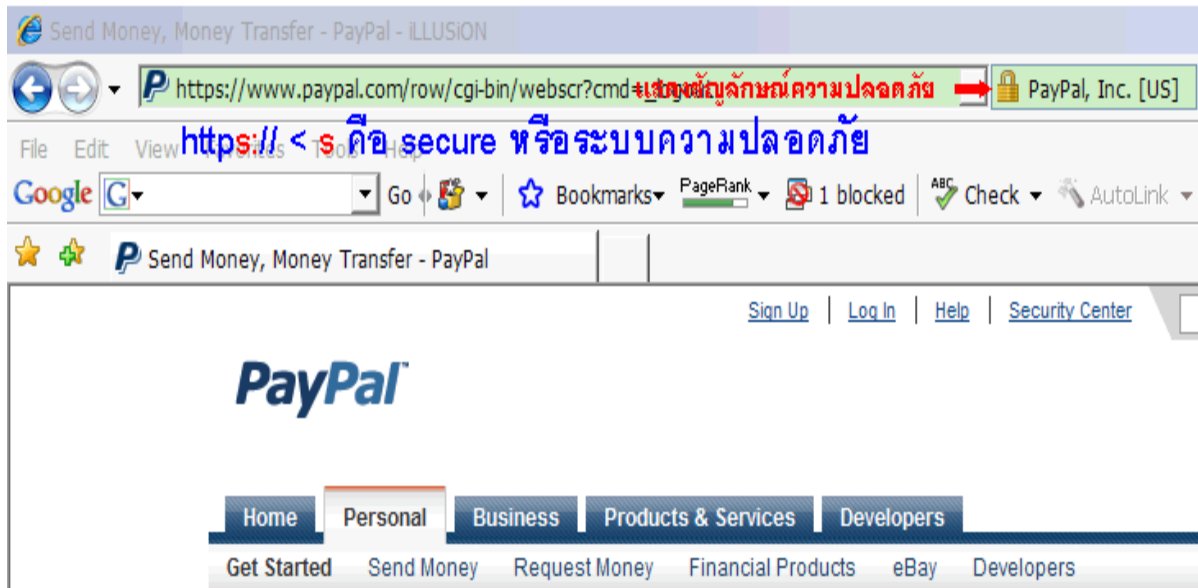 Send Money, Money Transfer - PayPal - iLLUSiON
https://www.paypal.com/row/cgi-bin/webscr?cmd= แสดงสัญลักษณ์ความปลอดภัย PayPal, Inc. [US]
https:// < s คือ secure หรือระบบความปลอดภัย
File Edit View Favorites Tools Help
Google G Go Bookmarks PageRank 1 blocked ABC Check AutoLink
Send Money, Money Transfer - PayPal
Sign Up | Log In | Help | Security Center
PayPal™
Home Personal Business Products & Services Developers
Get Started Send Money Request Money Financial Products eBay Developers